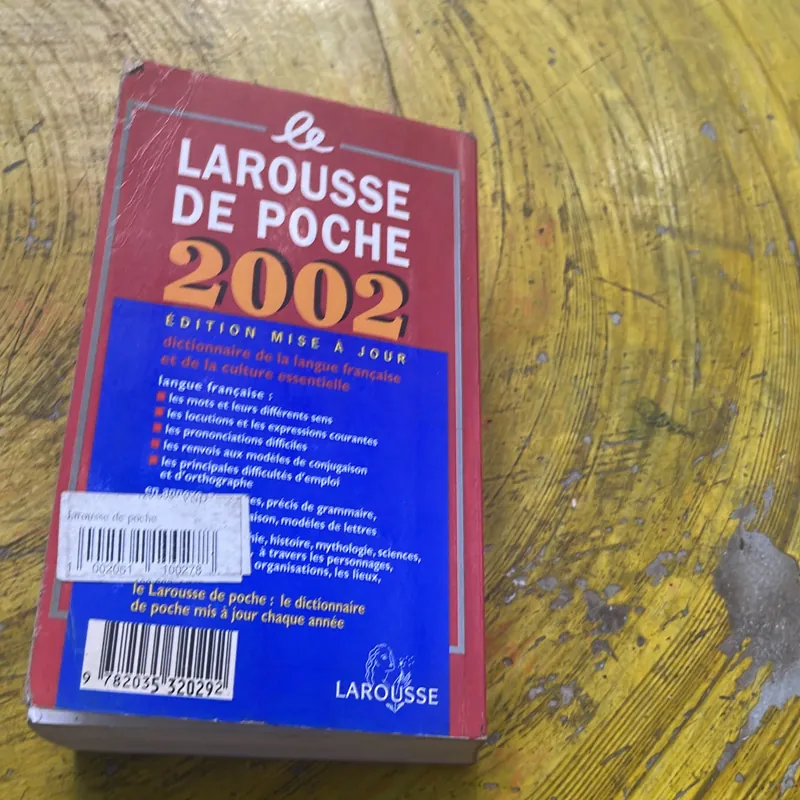 le
LAROUSSE
DE POCHE
2002
ÉDITION MISE À JOUR
dictionnaire de la langue française
et de la culture essentielle
langue française :
les mots et leurs différents sens
les locutions et les expressions courantes
les prononciations difficiles
les renvois aux modèles de conjugaison
les principales difficultés d'emploi
et d'orthographe
précis de grammaire,
modèles de lettres
histoire, mythologie, sciences,
à travers les personnages,
organisations, les lieux,
larousse de poche
1 002081 100278
le Larousse de poche : le dictionnaire
de poche mis à jour chaque année
9 782035 320292
LAROUSSE